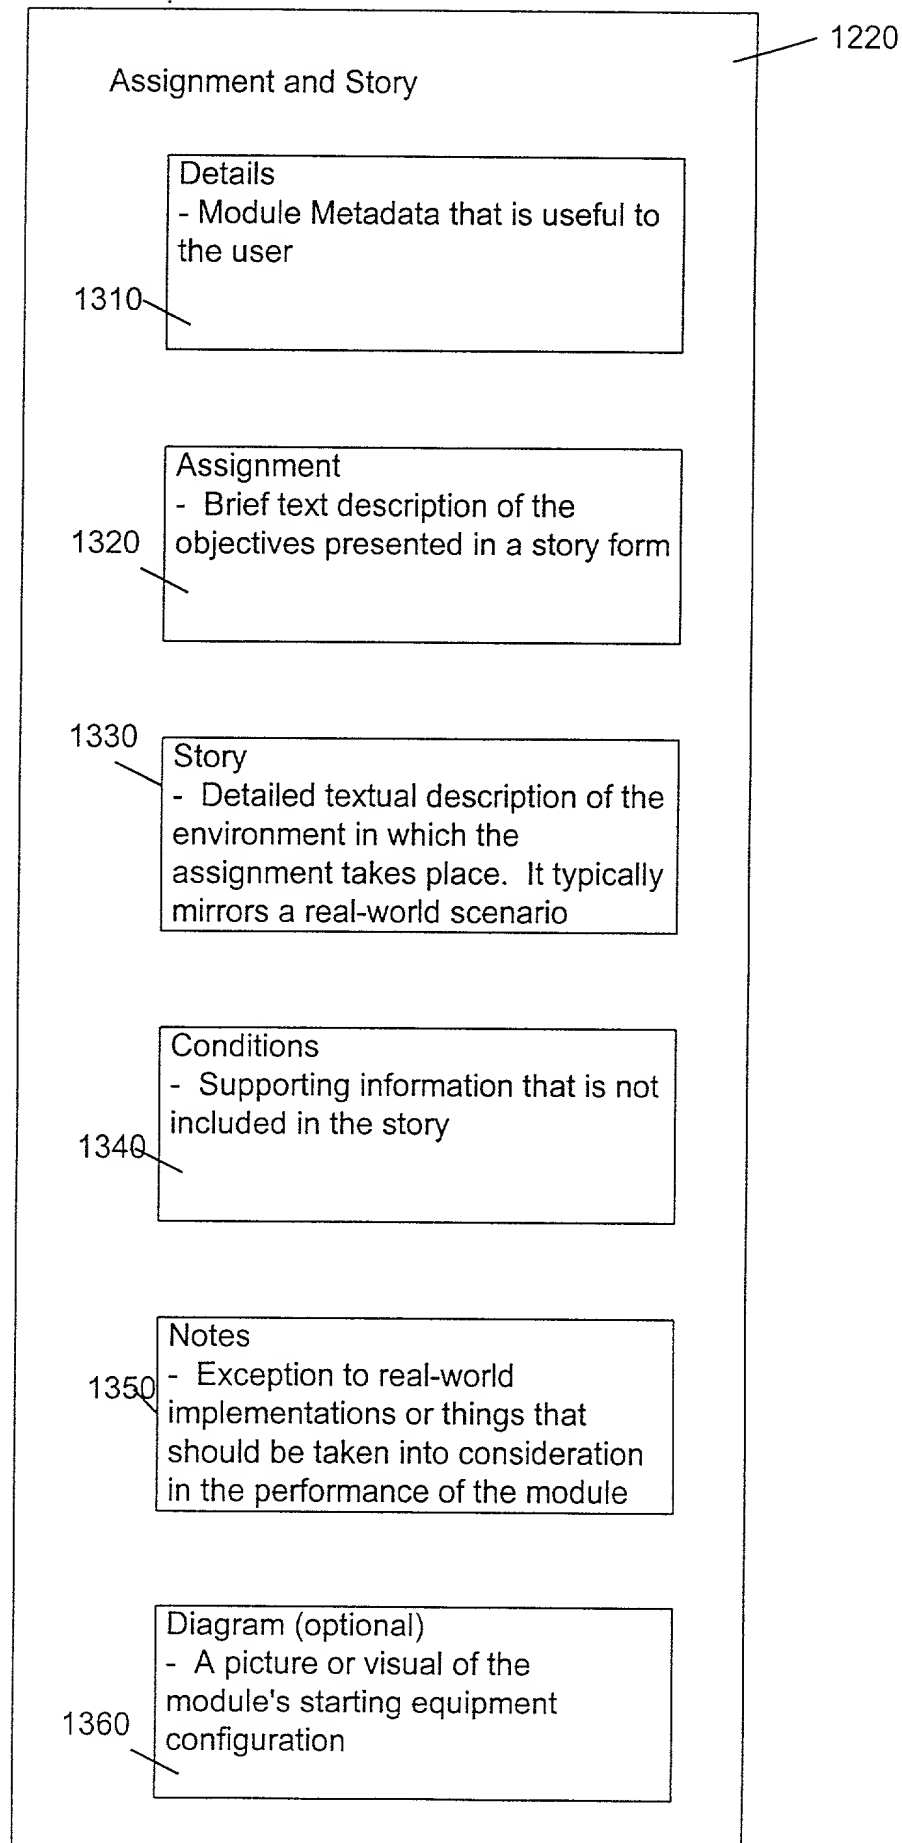 1220
Assignment and Story
Details
- Module Metadata that is useful to
the user
1310
Assignment
- Brief text description of the
objectives presented in a story form
1320
1330
Story
- Detailed textual description of the
environment in which the
assignment takes place. It typically
mirrors a real-world scenario
Conditions
- Supporting information that is not
included in the story
1340
Notes
- Exception to real-world
1350
implementations or things that
should be taken into consideration
in the performance of the module
Diagram (optional)
- A picture or visual of the
module's starting equipment
configuration
1360